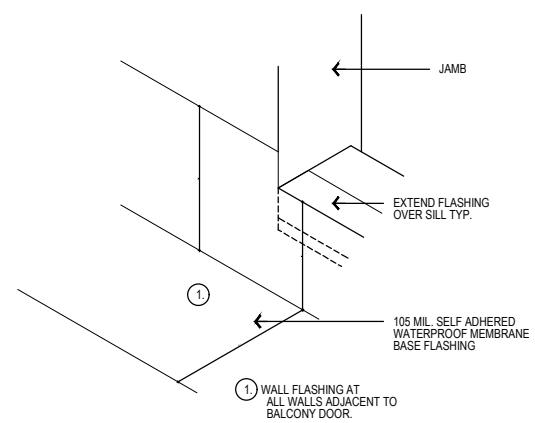 JAMB
EXTEND FLASHING
OVER SILL TYP.
1.
105 MIL. SELF ADHERED
WATERPROOF MEMBRANE
BASE FLASHING
1. WALL FLASHING AT
ALL WALLS ADJACENT TO
BALCONY DOOR.